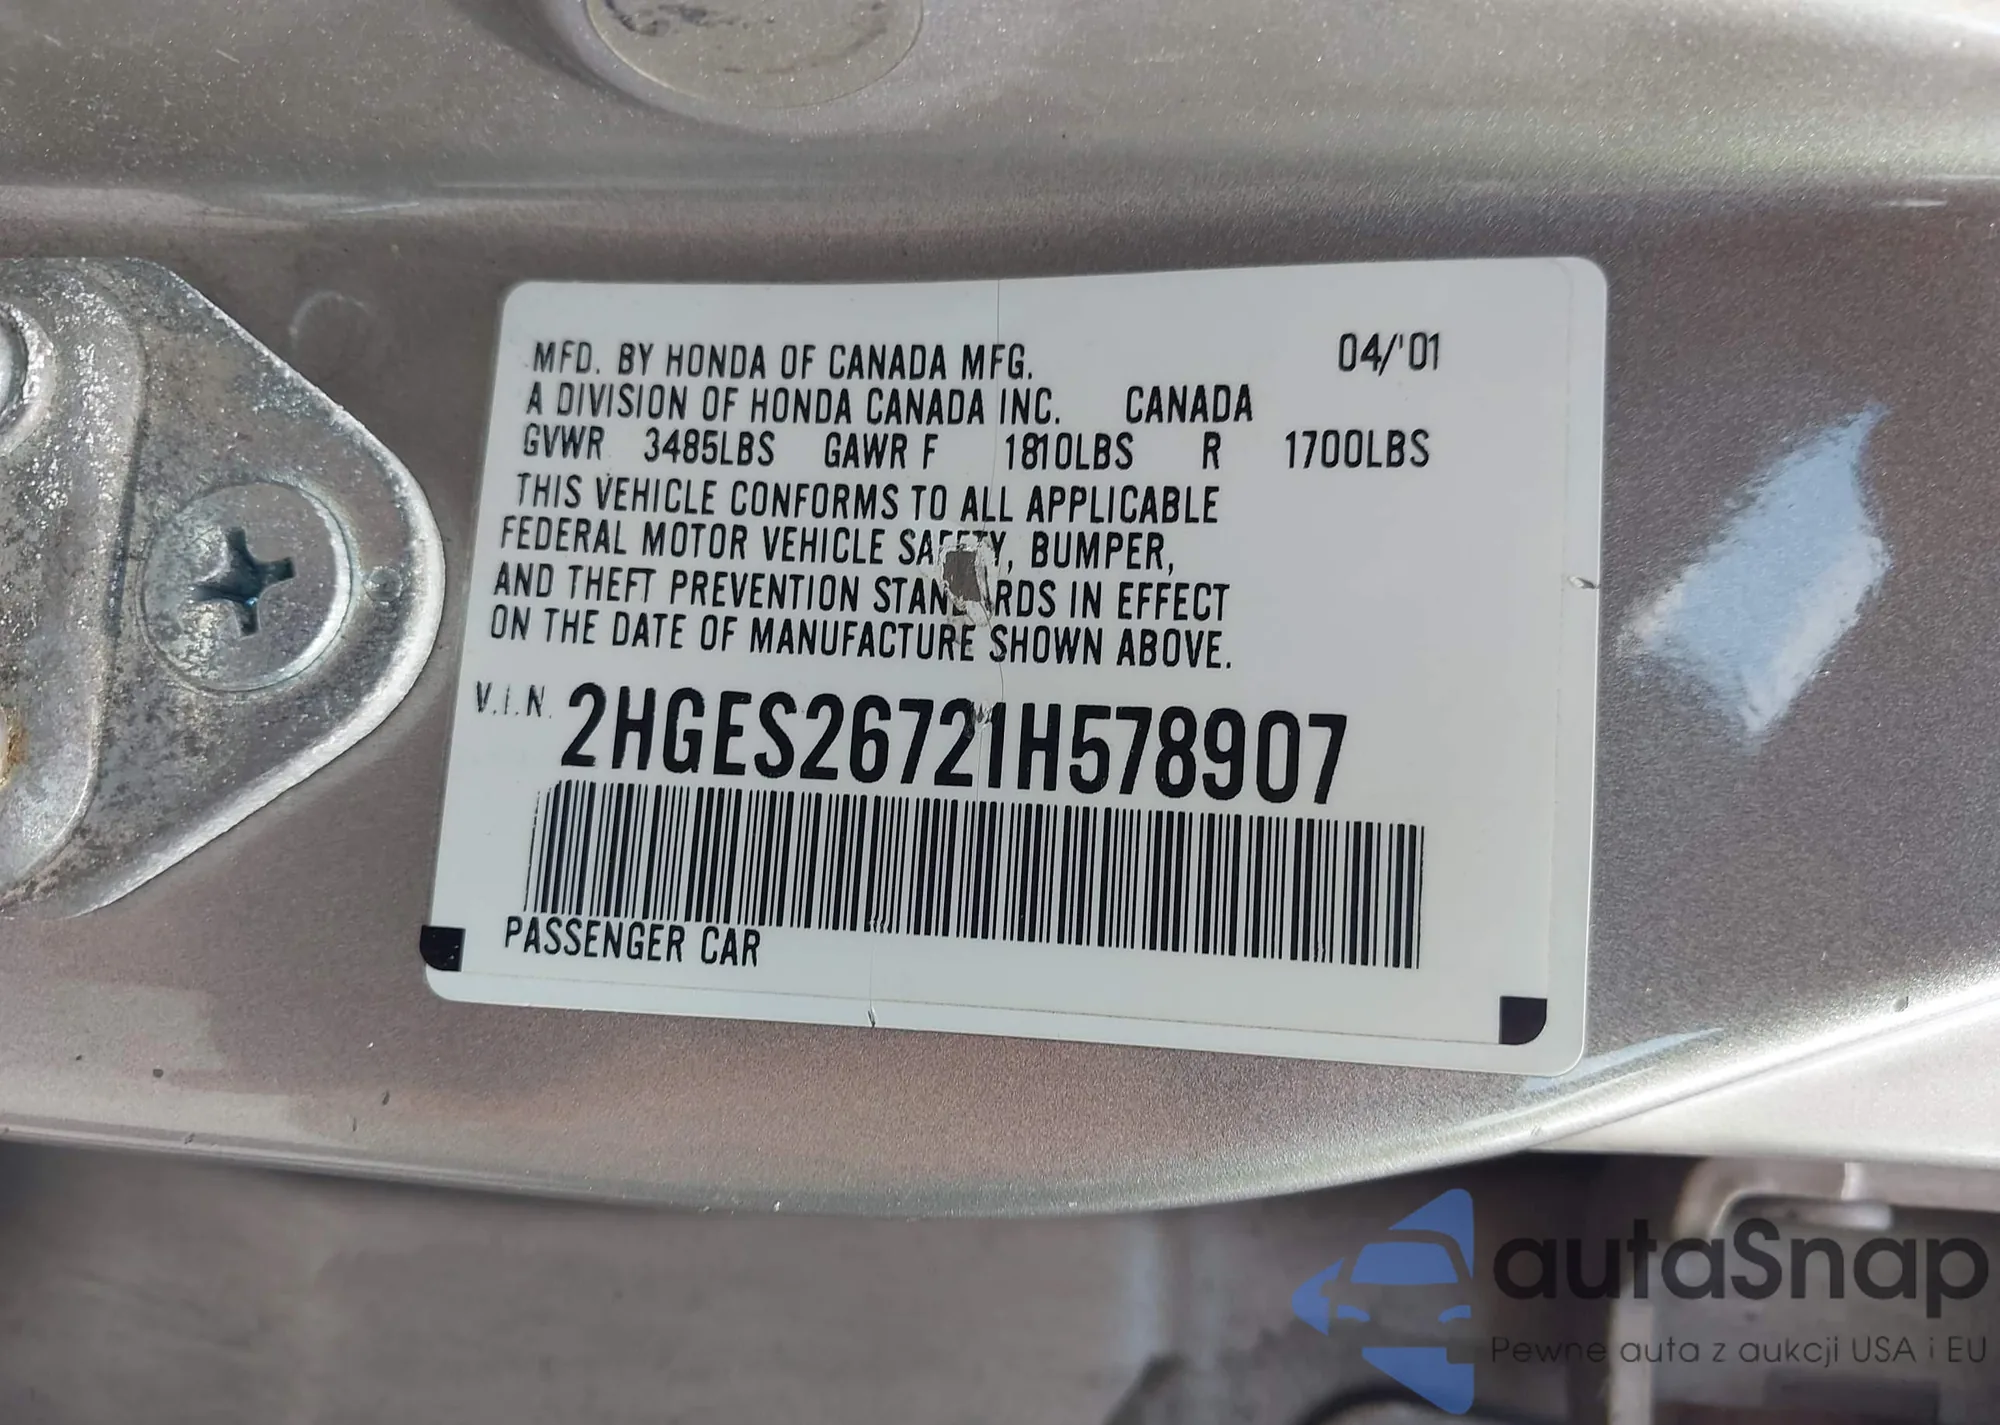 MFD. BY HONDA OF CANADA MFG. 04/'01
A DIVISION OF HONDA CANADA INC. CANADA
GVWR 3485LBS GAWR F 1810LBS R 1700LBS
THIS VEHICLE CONFORMS TO ALL APPLICABLE
FEDERAL MOTOR VEHICLE SAFETY, BUMPER,
AND THEFT PREVENTION STANDARDS IN EFFECT
ON THE DATE OF MANUFACTURE SHOWN ABOVE.
V.I.N. 2HGES26721H578907
PASSENGER CAR
autaSnap
Pewne auta z aukcji USA i EU